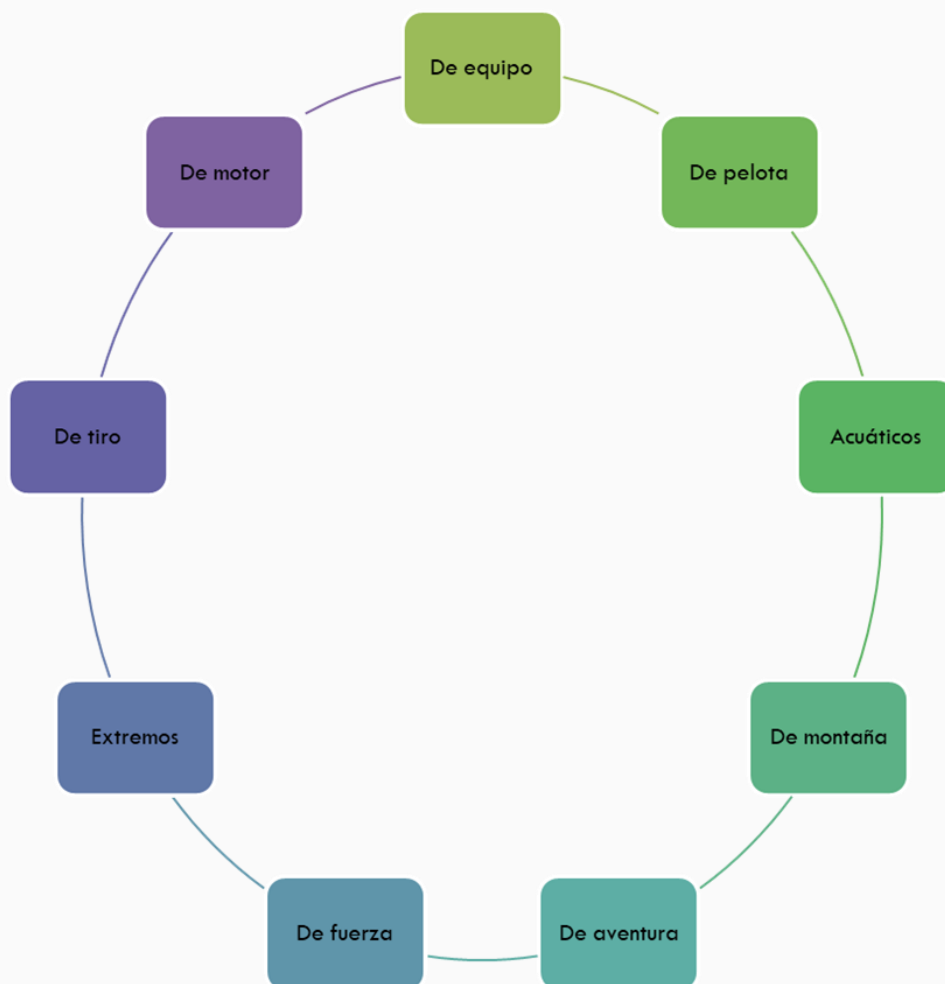 De equipo
De pelota
Acuáticos
De montaña
De aventura
De fuerza
Extremos
De tiro
De motor